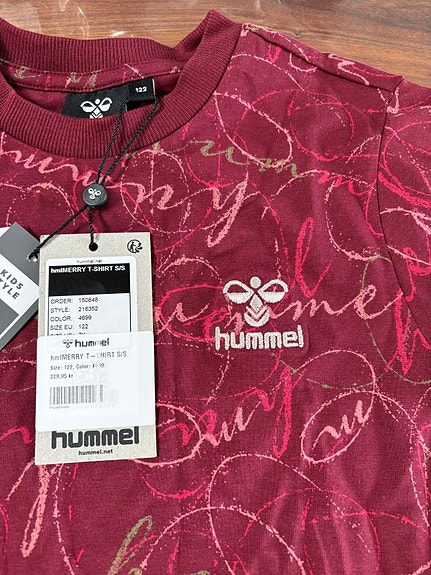 122
KIDS
STYLE
hummel.net
hmlMERRY T-SHIRT S/S
ORDER: 150848
STYLE: 216352
COLOR: 4699
SIZE EU: 122
hummel
hmlMERRY T-SHIRT S/S
Size: 122, Color: 4699
229,95 kr
hummel
hummel.net
hummel